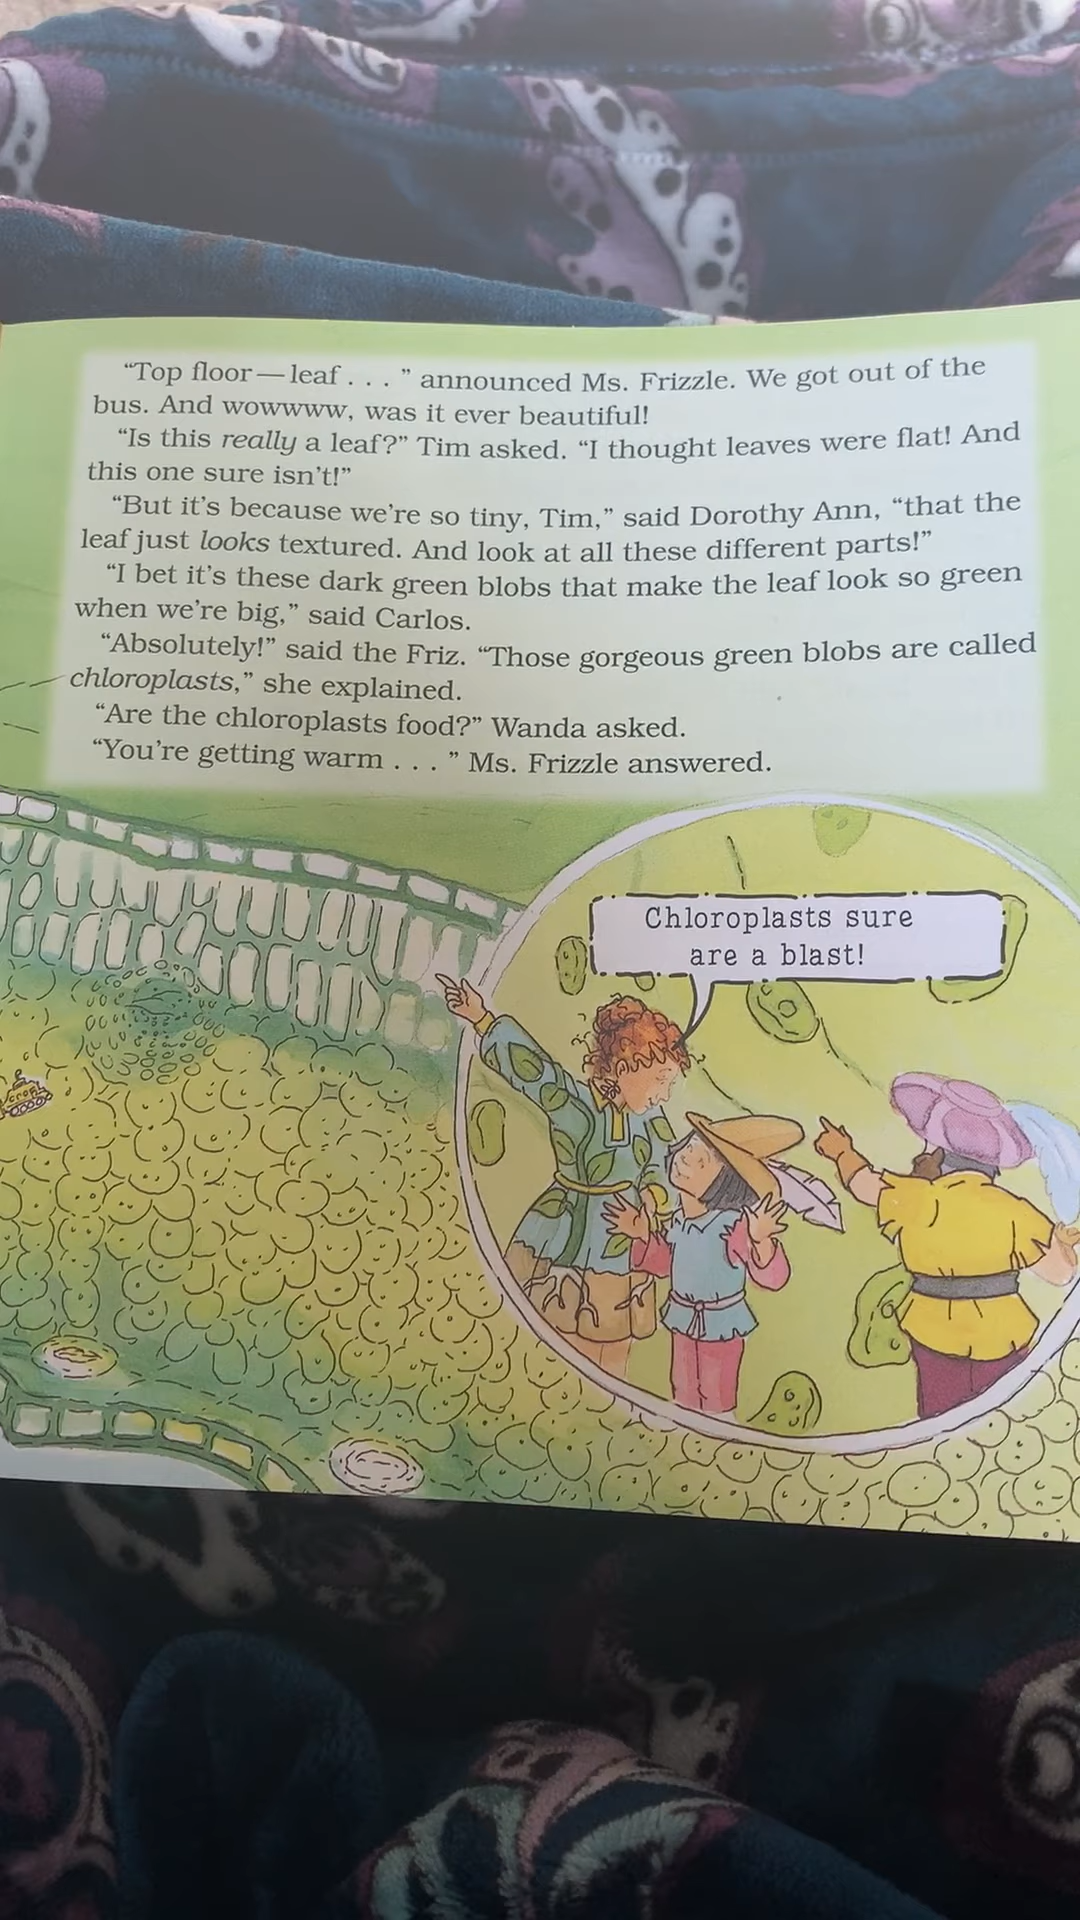 “Top floor — leaf . . . ” announced Ms. Frizzle. We got out of the
bus. And wowwww, was it ever beautiful!
“Is this really a leaf?” Tim asked. “I thought leaves were flat! And
this one sure isn’t!”
“But it’s because we’re so tiny, Tim,” said Dorothy Ann, “that the
leaf just looks textured. And look at all these different parts!”
“I bet it’s these dark green blobs that make the leaf look so green
when we’re big,” said Carlos.
“Absolutely!” said the Friz. “Those gorgeous green blobs are called
chloroplasts,” she explained.
“Are the chloroplasts food?” Wanda asked.
“You’re getting warm . . . ” Ms. Frizzle answered.
Chloroplasts sure
are a blast!